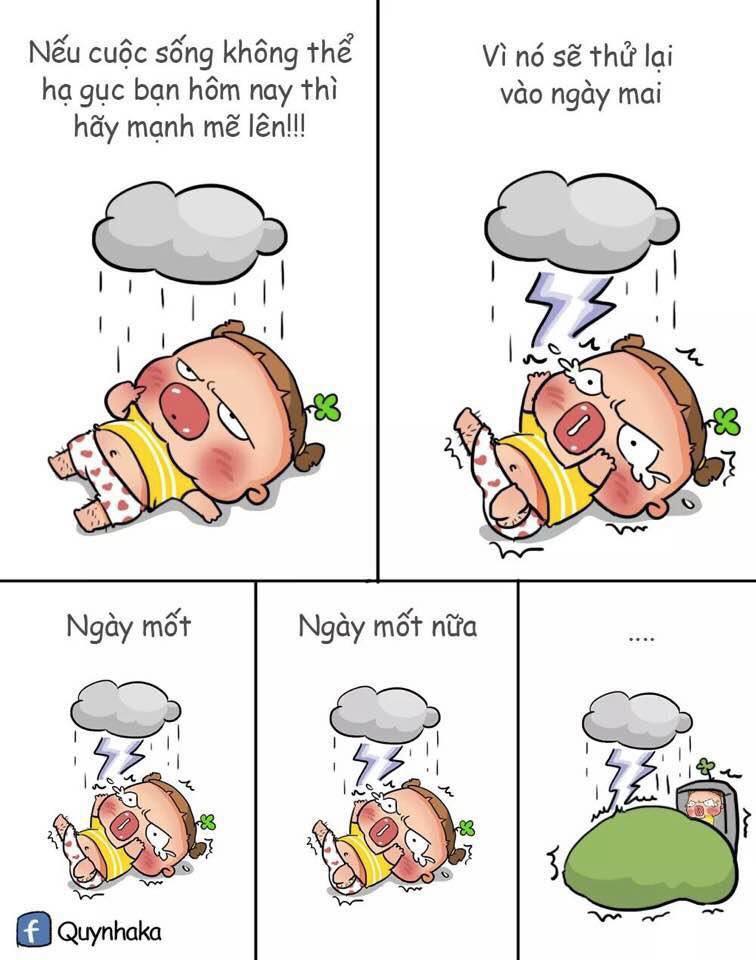 Nếu cuộc sống không thể
hạ gục bạn hôm nay thì
hãy mạnh mẽ lên!!!
Vì nó sẽ thử lại
vào ngày mai
Ngày mốt
Ngày mốt nữa
....
f Quynhaka